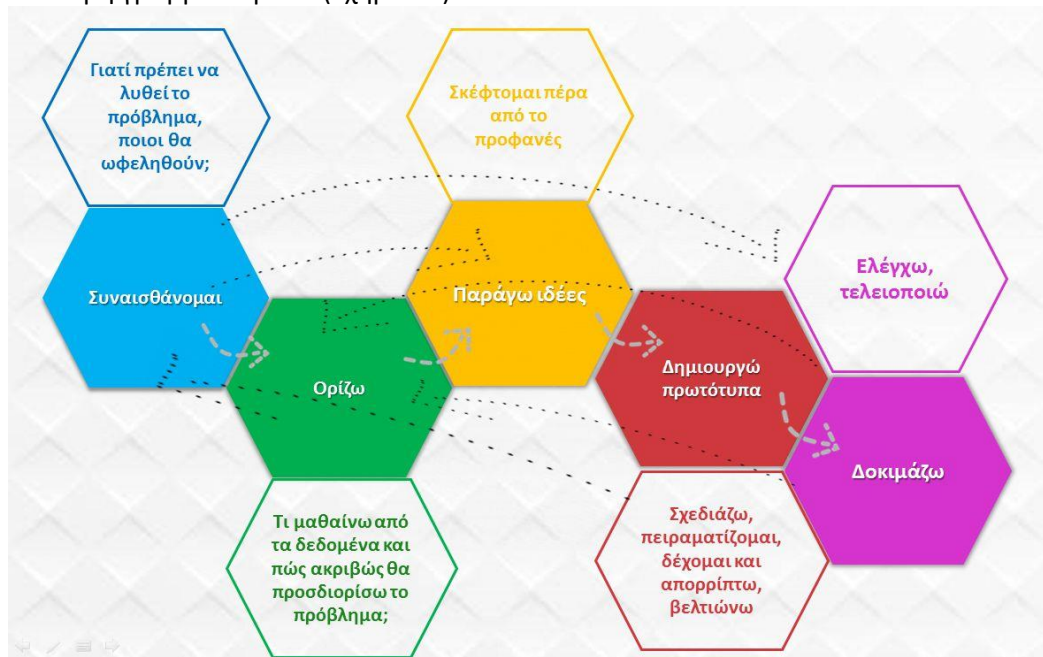 Γιατί πρέπει να
λυθεί το
πρόβλημα,
ποιοι θα
ωφεληθούν;
Συναισθάνομαι
Ορίζω
Τι μαθαίνω από
τα δεδομένα και
πώς ακριβώς θα
προσδιορίσω το
πρόβλημα;
Σκέφτομαι πέρα
από το
προφανές
Παράγω ιδέες
Δημιουργώ
πρωτότυπα
Σχεδιάζω,
πειραματίζομαι,
δέχομαι και
απορρίπτω,
βελτιώνω
Ελέγχω,
τελειοποιώ
Δοκιμάζω